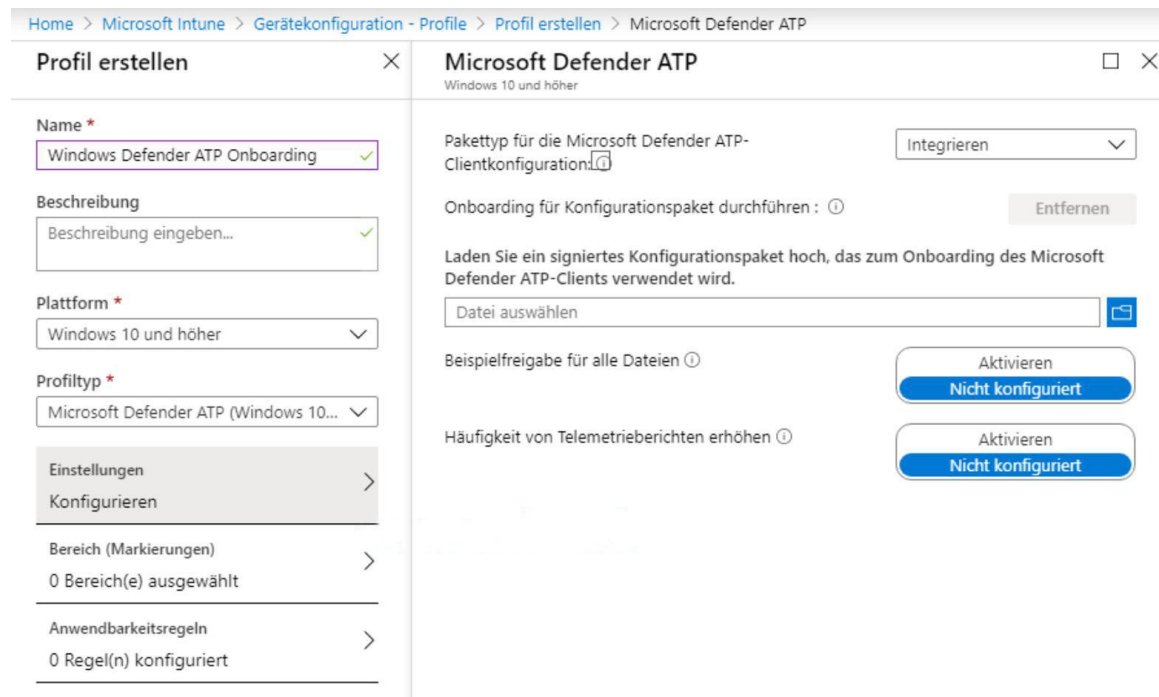 Home > Microsoft Intune > Gerätekonfiguration - Profile > Profil erstellen > Microsoft Defender ATP
Profil erstellen
Name *
Windows Defender ATP Onboarding
Beschreibung
Beschreibung eingeben...
Plattform *
Windows 10 und höher
Profiltyp *
Microsoft Defender ATP (Windows 10...
Einstellungen
Konfigurieren
Bereich (Markierungen)
0 Bereich(e) ausgewählt
Anwendbarkeitsregeln
0 Regel(n) konfiguriert
Microsoft Defender ATP
Windows 10 und höher
Pakettyp für die Microsoft Defender ATP-
Clientkonfiguration:
Integrieren
Onboarding für Konfigurationspaket durchführen :
Entfernen
Laden Sie ein signiertes Konfigurationspaket hoch, das zum Onboarding des Microsoft
Defender ATP-Clients verwendet wird.
Datei auswählen
Beispielfreigabe für alle Dateien
Aktivieren
Nicht konfiguriert
Häufigkeit von Telemetrieberichten erhöhen
Aktivieren
Nicht konfiguriert